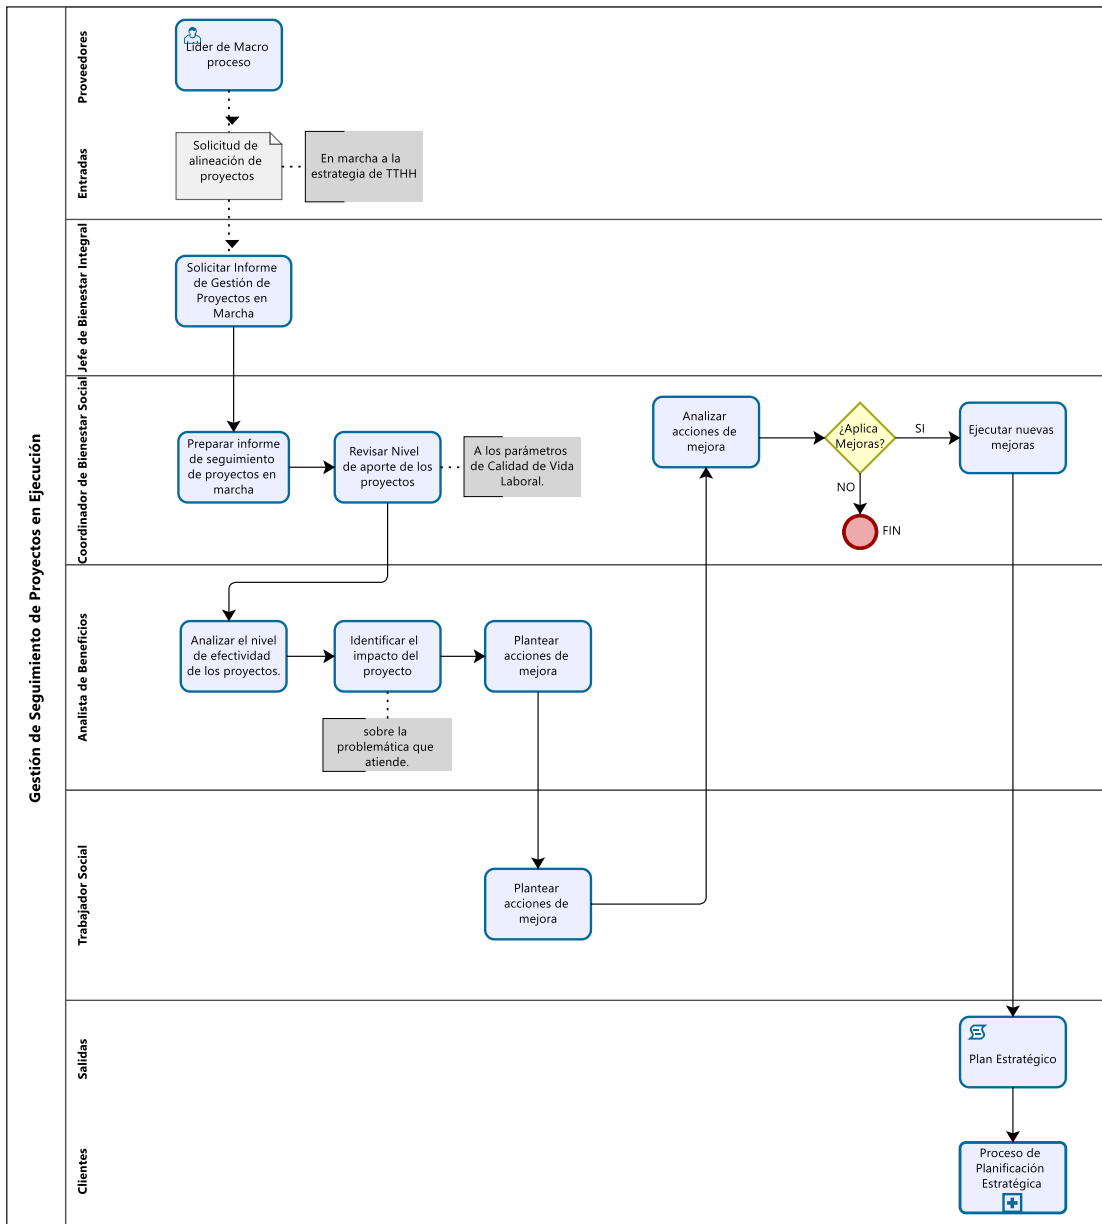 Gestión de Seguimiento de Proyectos en Ejecución
Proveedores
Líder de Macro
proceso
Entradas
Solicitud de
alineación de
proyectos
En marcha a la
estrategia de TTHH
Jefe de Bienestar Integral
Solicitar Informe
de Gestión de
Proyectos en
Marcha
Coordinador de Bienestar Social
Preparar informe
de seguimiento
de proyectos en
marcha
Revisar Nivel
de aporte de los
proyectos
A los parámetros
de Calidad de Vida
Laboral.
Analizar
acciones de
mejora
¿Aplica
Mejoras?
SI
NO
FIN
Ejecutar nuevas
mejoras
Analista de Beneficios
Analizar el nivel
de efectividad
de los proyectos.
Identificar el
impacto del
proyecto
sobre la
problemática que
atiende.
Plantear
acciones de
mejora
Trabajador Social
Plantear
acciones de
mejora
Salidas
Plan Estratégico
Clientes
Proceso de
Planificación
Estratégica